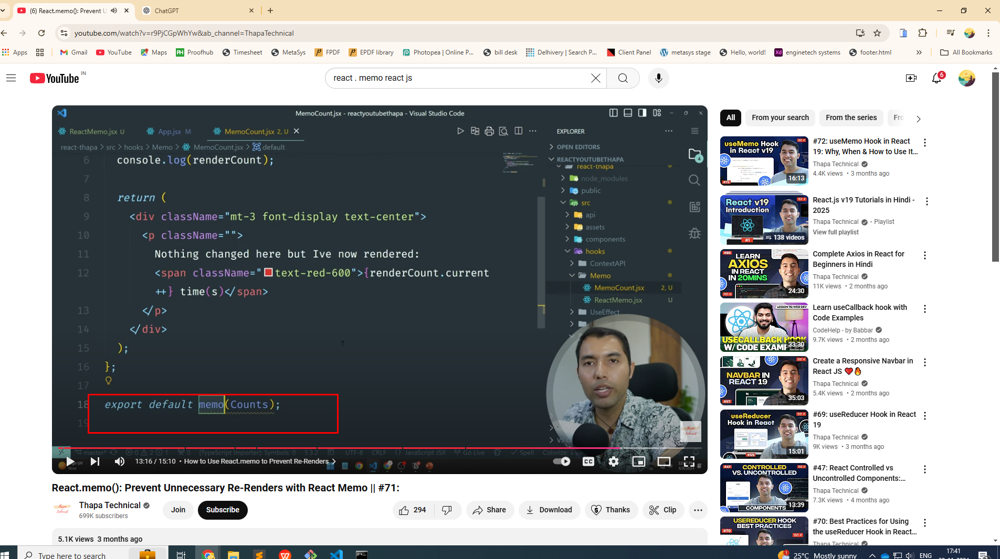 (6) React.memo(): Prevent U
ChatGPT
youtube.com/watch?v=r9PjCGpWhYw&ab_channel=ThapaTechnical
Apps
Gmail
YouTube
Maps
PH Proofhub
Timesheet
MetaSys
FPDF
EPDF library
Photopea | Online P...
bill desk
Delhivery | Search P...
Client Panel
metasys stage
Hello, world!
Xd enginetech systems
footer.html
All Bookmarks
YouTube IN
react . memo react js
6
MemoCount.jsx - reactyoutubethapa - Visual Studio Code
ReactMemo.jsx U
App.jsx M
MemoCount.jsx 2, U
react-thapa > src > hooks > Memo > MemoCount.jsx > default
6 console.log(renderCount);
7
8 return (
9 <div className="mt-3 font-display text-center">
10 <p className="">
11 Nothing changed here but Ive now rendered:
12 <span className="text-red-600">{renderCount.current
++} time(s)</span>
13 </p>
14 </div>
15 );
16 };
17
18 export default memo(Counts);
19
EXPLORER
OPEN EDITORS
REACTYOUTUBETHAPA
react-thapa
node_modules
public
src
api
assets
components
hooks
ContextAPI
Memo
MemoCount.jsx 2, U
ReactMemo.jsx U
UseEffect
4
Thapa Technical
master*
0 2 1
0
[TypeScript Importer]: Symbols: 0
5.3.2
UTF-8
CRLF
JavaScript JSX
Go Live
Spell
13:16 / 15:10 • How to Use React.memo to Prevent Re-Renders
CC
React.memo(): Prevent Unnecessary Re-Renders with React Memo || #71:
Thapa Technical
699K subscribers
Join
Subscribe
294
Share
Download
Thanks
Clip
5.1K views 3 months ago
All
From your search
From the series
Fro
useMemo Hook
in React v19
#72
16:13
#72: useMemo Hook in React
19: Why, When & How to Use It...
Thapa Technical
4.4K views • 3 months ago
React v19
Introduction
#1
138 videos
React.js v19 Tutorials in Hindi -
2025
Thapa Technical • Playlist
View full playlist
#89
LEARN
AXIOS
IN REACT
IN 20MINS
24:30
Complete Axios in React for
Beginners in Hindi
Thapa Technical
11K views • 2 months ago
LESSON 76: WEB DEV
USECALLBACK HOOK
W/ CODE EXAMPLES
33:30
Learn useCallback hook with
Code Examples
CodeHelp - by Babbar
9.7K views • 2 months ago
NAVBAR IN
REACT 19
#97
35:03
Create a Responsive Navbar in
React JS ❤️🔥
Thapa Technical
5.4K views • 2 months ago
useReducer
Hook in React
#69
15:01
#69: useReducer Hook in React
19
Thapa Technical
9K views • 3 months ago
#47
CONTROLLED
VS. UNCONTROLLED
COMPONENTS
13:39
#47: React Controlled vs
Uncontrolled Components:...
Thapa Technical
7.3K views • 4 months ago
USEREDUCER HOOK
BEST PRACTICES
#70
#70: Best Practices for Using
the useReducer Hook in React...
Thapa Technical
Type here to search
1
25°C Mostly sunny
ENG
17:41